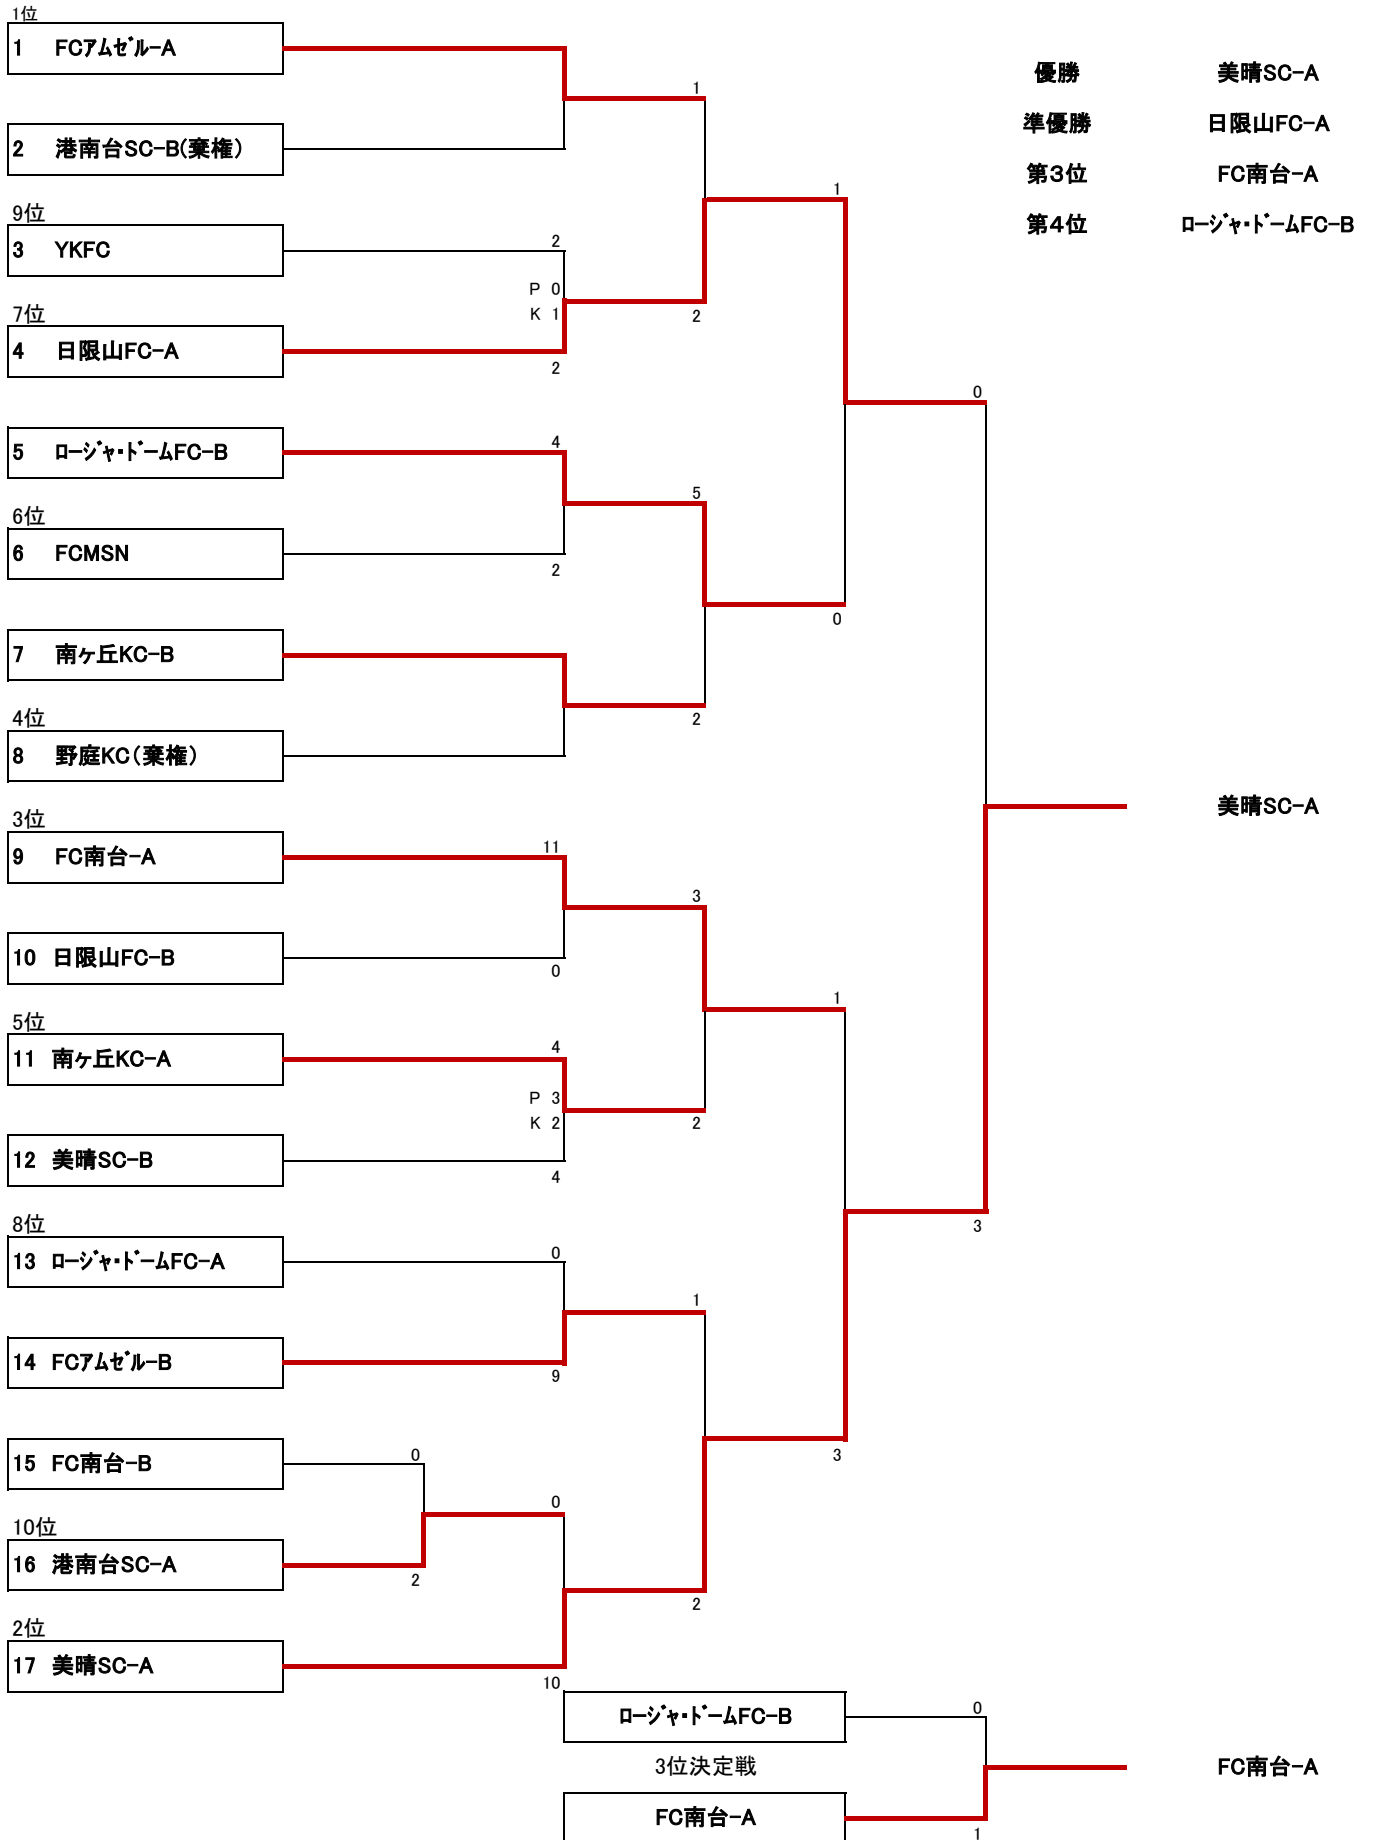 1位
1 FCｱﾑｾﾞﾙ-A
1
優勝 美晴SC-A
準優勝 日限山FC-A
2 港南台SC-B(棄権)
第3位 FC南台-A
1
9位
第4位 ﾛｰｼﾞｬ･ﾄﾞｰﾑFC-B
3 YKFC
2
P 0
K 1
7位
2
4 日限山FC-A
2
0
5 ﾛｰｼﾞｬ･ﾄﾞｰﾑFC-B
4
5
6位
6 FCMSN
2
0
7 南ヶ丘KC-B
4位
2
8 野庭KC(棄権)
美晴SC-A
3位
9 FC南台-A
11
3
10 日限山FC-B
0
1
5位
11 南ヶ丘KC-A
4
P 3
K 2
2
12 美晴SC-B
4
8位
3
13 ﾛｰｼﾞｬ･ﾄﾞｰﾑFC-A
0
1
14 FCｱﾑｾﾞﾙ-B
9
15 FC南台-B
0
3
0
10位
16 港南台SC-A
2
2
2位
17 美晴SC-A
10
ﾛｰｼﾞｬ･ﾄﾞｰﾑFC-B
0
3位決定戦
FC南台-A
FC南台-A
1